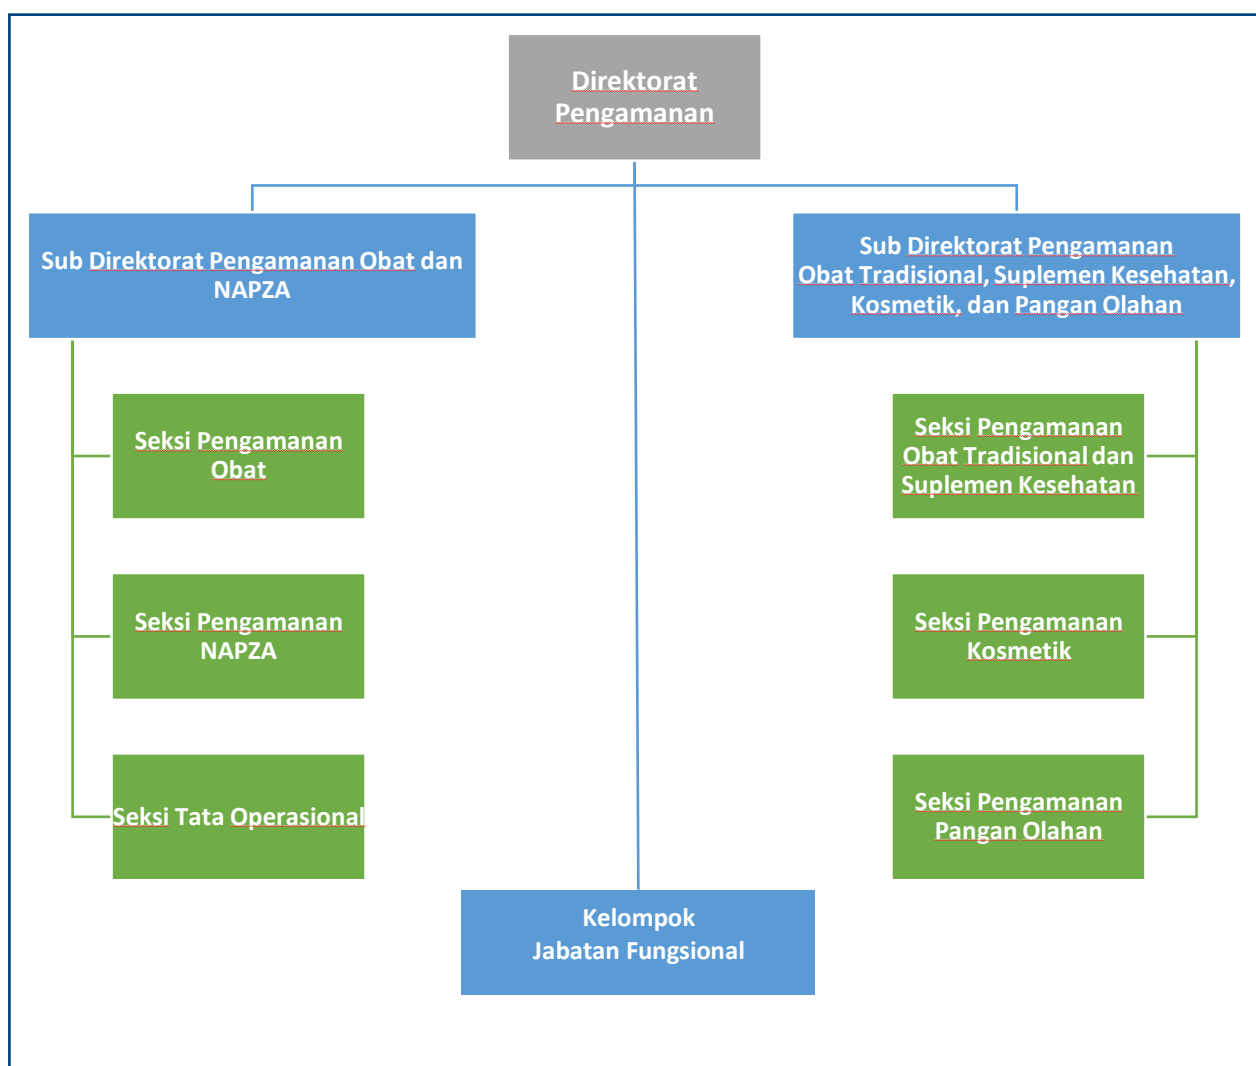 Direktorat
Pengamanan
Sub Direktorat Pengamanan Obat dan
NAPZA
Sub Direktorat Pengamanan
Obat Tradisional, Suplemen Kesehatan,
Kosmetik, dan Pangan Olahan
Seksi Pengamanan
Obat
Seksi Pengamanan
NAPZA
Seksi Tata Operasional
Seksi Pengamanan
Obat Tradisional dan
Suplemen Kesehatan
Seksi Pengamanan
Kosmetik
Seksi Pengamanan
Pangan Olahan
Kelompok
Jabatan Fungsional